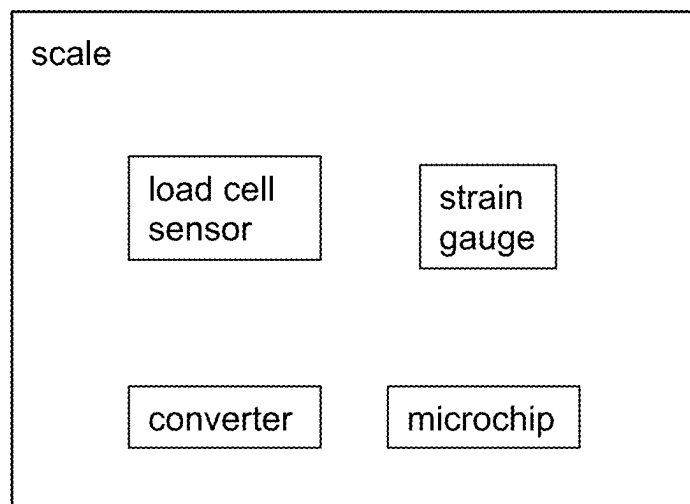 scale
load cell
sensor
strain
gauge
converter
microchip